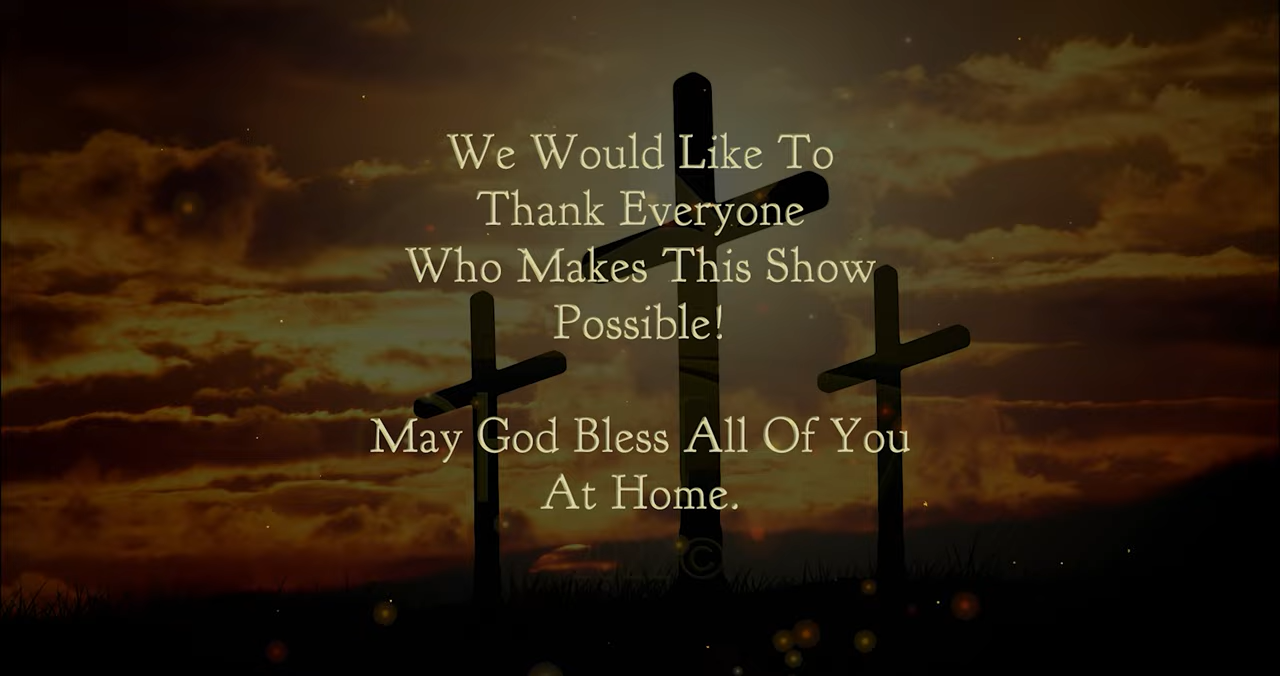 We Would Like To
Thank Everyone
Who Makes This Show
Possible!
May God Bless All Of You
At Home.
©